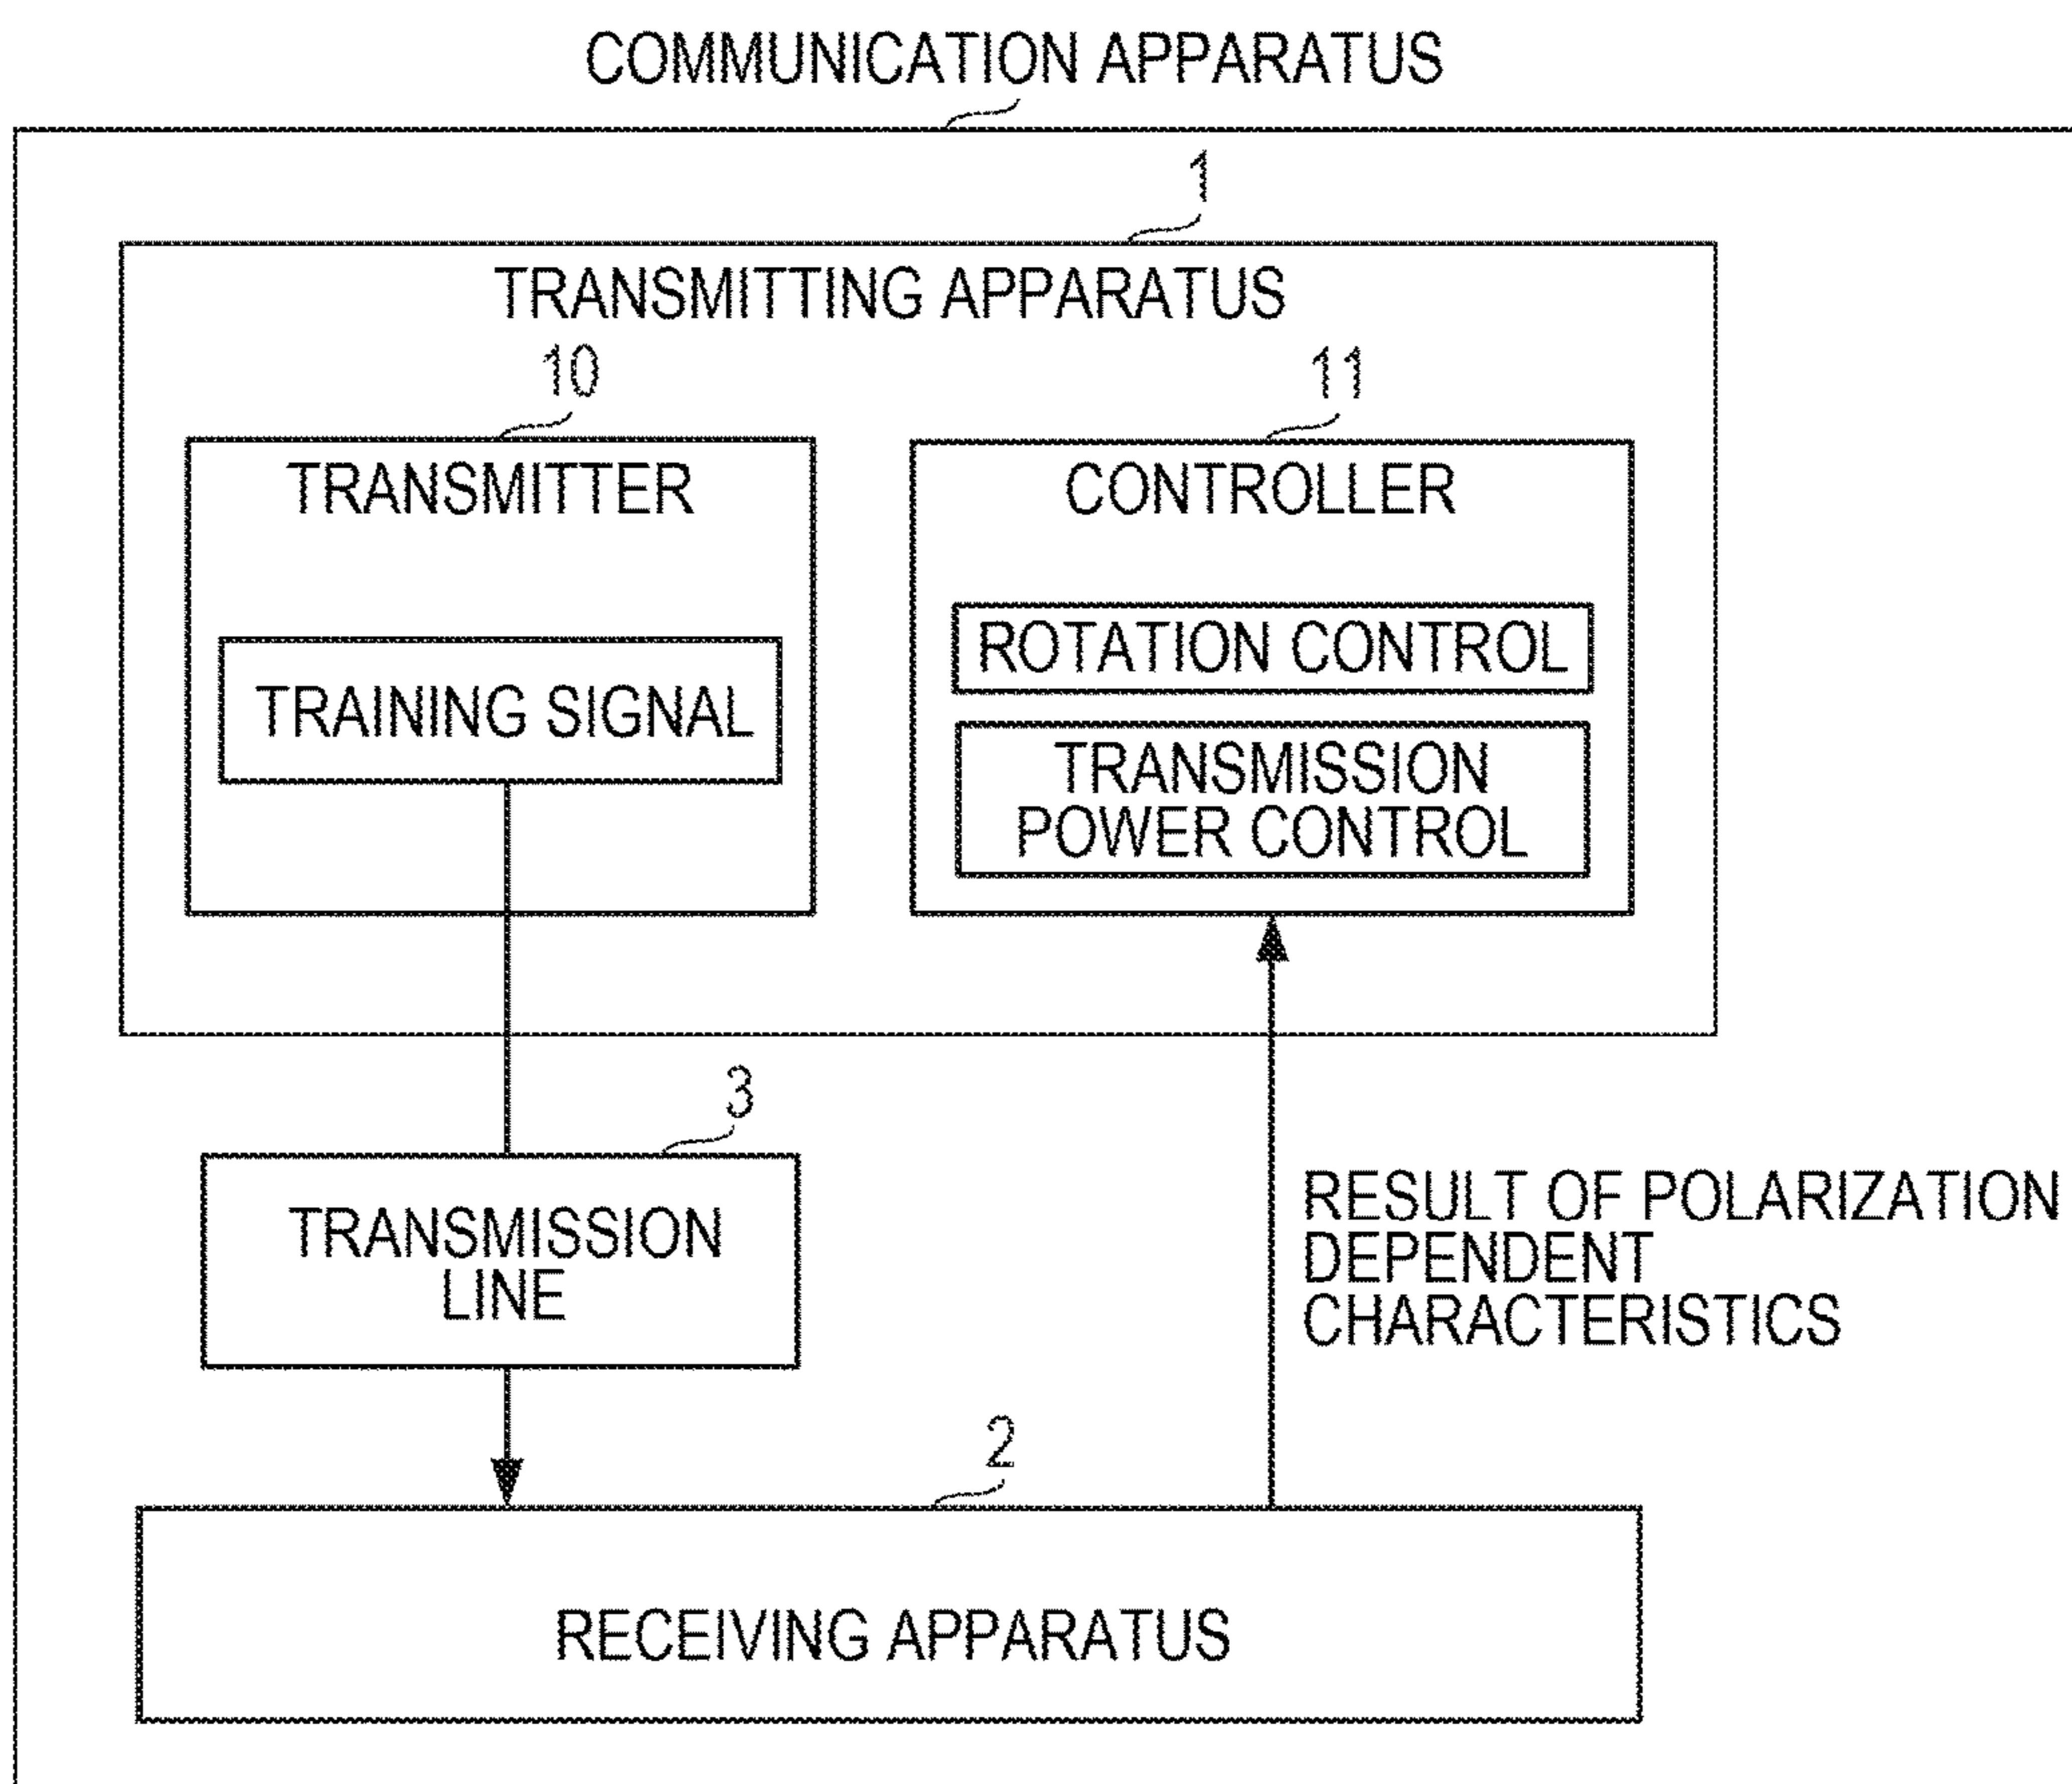 COMMUNICATION APPARATUS
1
TRANSMITTING APPARATUS
10
11
TRANSMITTER
CONTROLLER
TRAINING SIGNAL
ROTATION CONTROL
TRANSMISSION
POWER CONTROL
3
TRANSMISSION
LINE
RESULT OF POLARIZATION
DEPENDENT
CHARACTERISTICS
2
RECEIVING APPARATUS